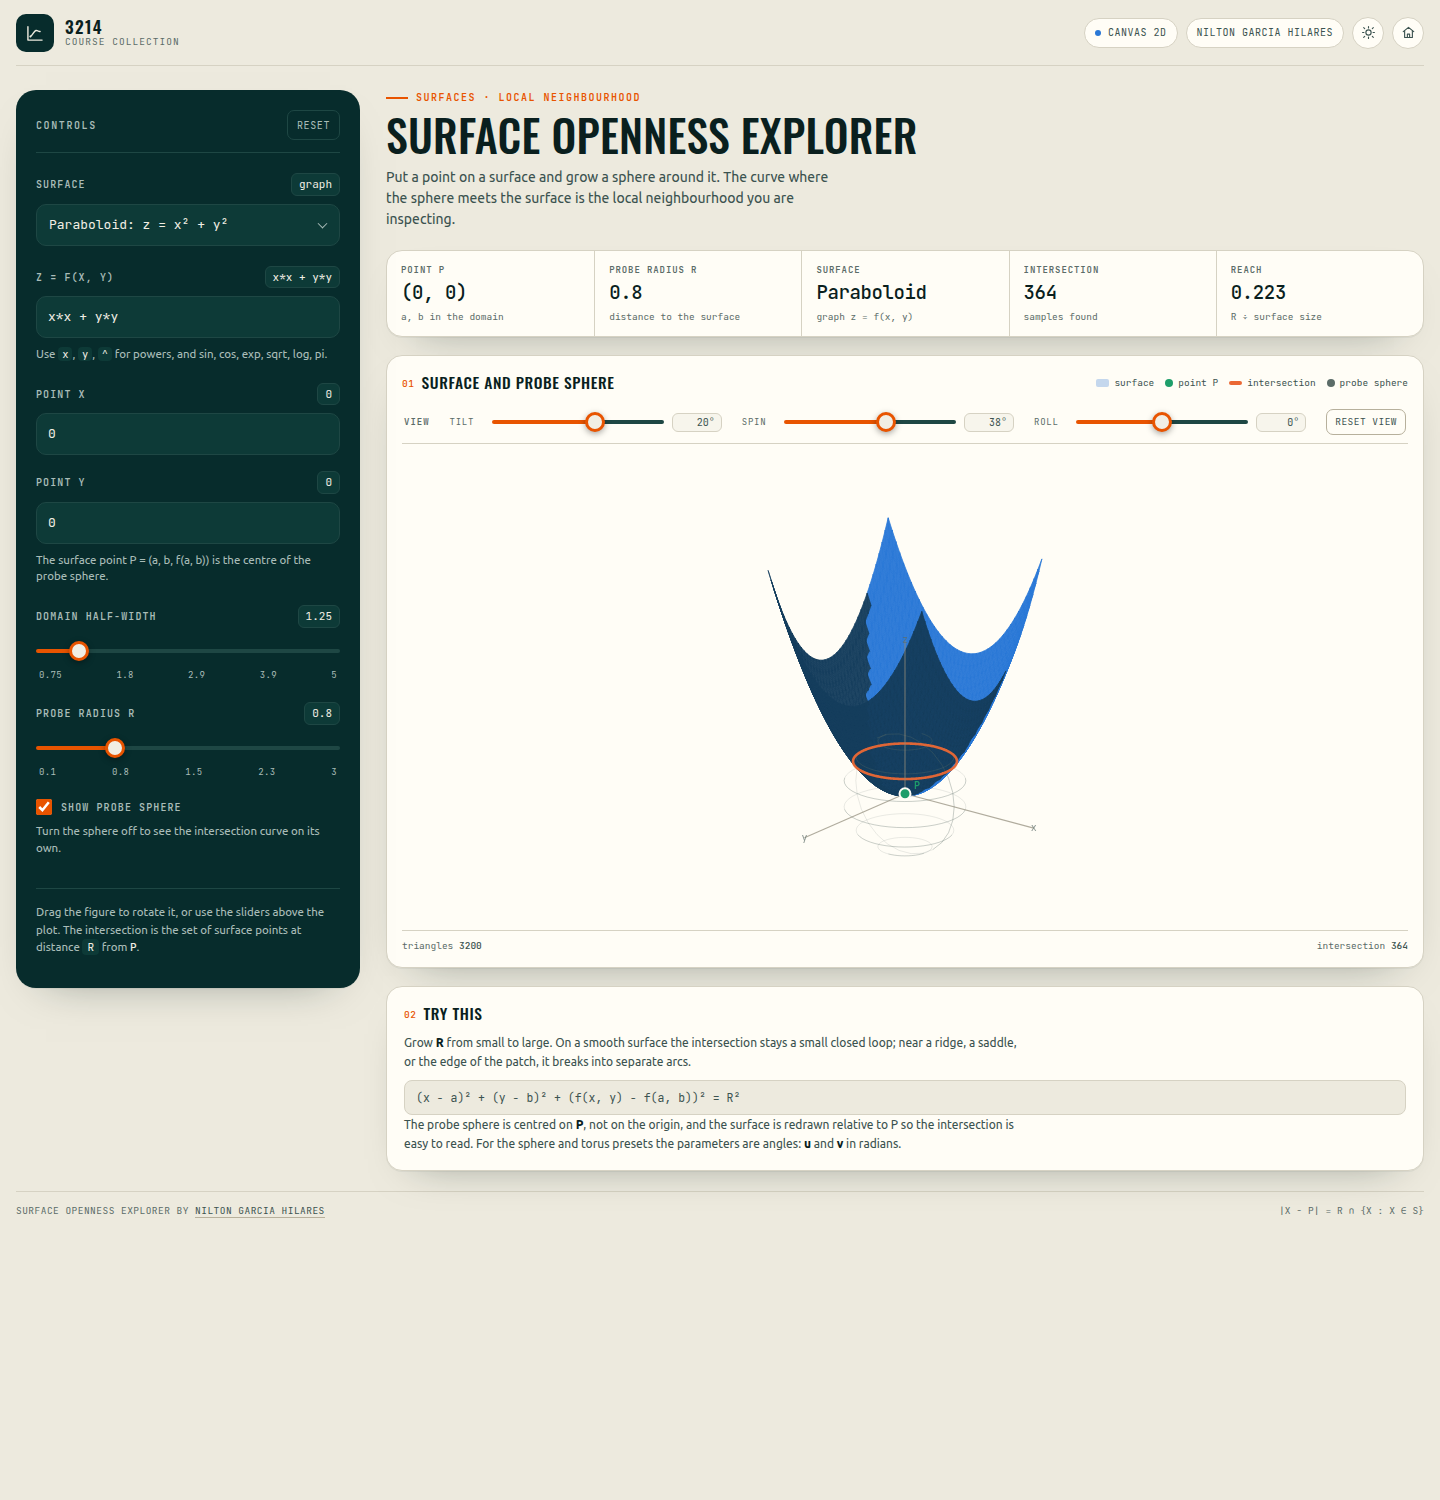 3214
COURSE COLLECTION
CANVAS 2D
NILTON GARCIA HILARES
CONTROLS
RESET
SURFACE
graph
Paraboloid: z = x² + y²
Z = F(X, Y)
x*x + y*y
x*x + y*y
Use x, y, ^ for powers, and sin, cos, exp, sqrt, log, pi.
POINT X
0
0
POINT Y
0
0
The surface point P = (a, b, f(a, b)) is the centre of the
probe sphere.
DOMAIN HALF-WIDTH
1.25
0.75 1.8 2.9 3.9 5
PROBE RADIUS R
0.8
0.1 0.8 1.5 2.3 3
SHOW PROBE SPHERE
Turn the sphere off to see the intersection curve on its
own.
Drag the figure to rotate it, or use the sliders above the
plot. The intersection is the set of surface points at
distance R from P.
SURFACES · LOCAL NEIGHBOURHOOD
SURFACE OPENNESS EXPLORER
Put a point on a surface and grow a sphere around it. The curve where
the sphere meets the surface is the local neighbourhood you are
inspecting.
POINT P
(0, 0)
a, b in the domain
PROBE RADIUS R
0.8
distance to the surface
SURFACE
Paraboloid
graph z = f(x, y)
INTERSECTION
364
samples found
REACH
0.223
R ÷ surface size
01 SURFACE AND PROBE SPHERE
surface point P intersection probe sphere
VIEW TILT 20° SPIN 38° ROLL 0° RESET VIEW
P
y
x
triangles 3200
intersection 364
02 TRY THIS
Grow R from small to large. On a smooth surface the intersection stays a small closed loop; near a ridge, a saddle,
or the edge of the patch, it breaks into separate arcs.
(x - a)² + (y - b)² + (f(x, y) - f(a, b))² = R²
The probe sphere is centred on P, not on the origin, and the surface is redrawn relative to P so the intersection is
easy to read. For the sphere and torus presets the parameters are angles: u and v in radians.
SURFACE OPENNESS EXPLORER BY NILTON GARCIA HILARES
|X - P| = R ∩ {X : X ∈ S}